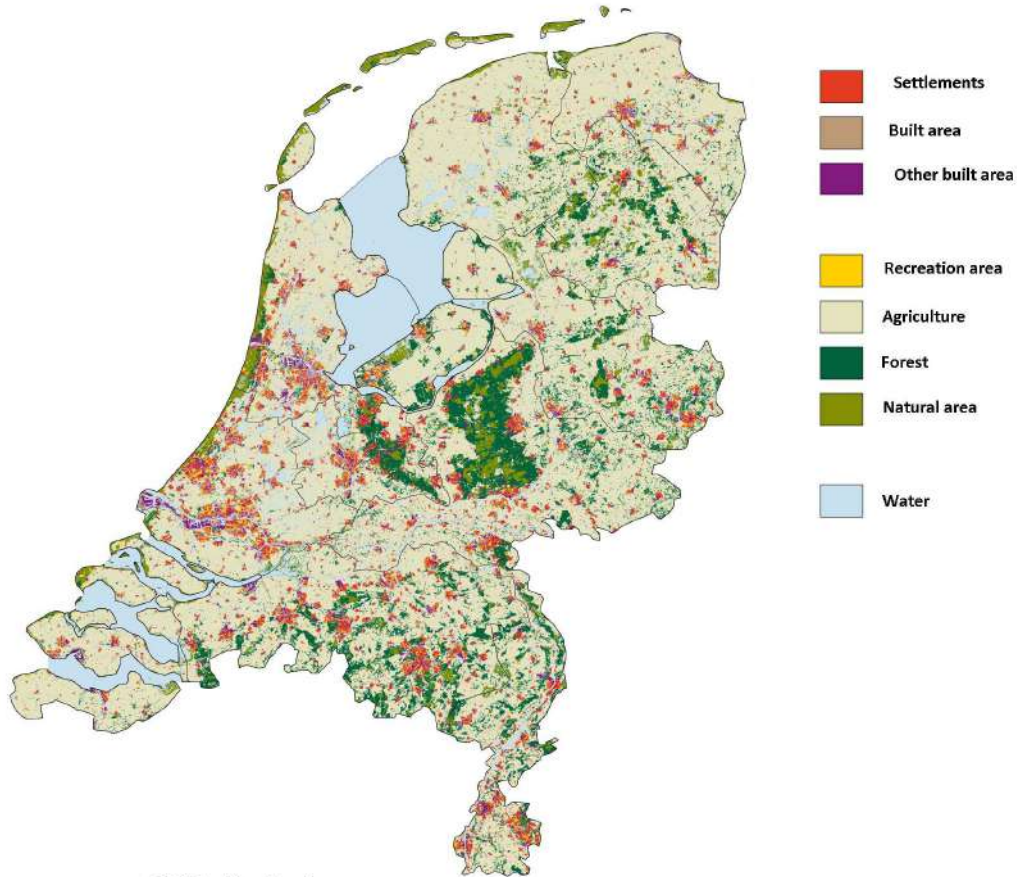 Settlements
Built area
Other built area
Recreation area
Agriculture
Forest
Natural area
Water